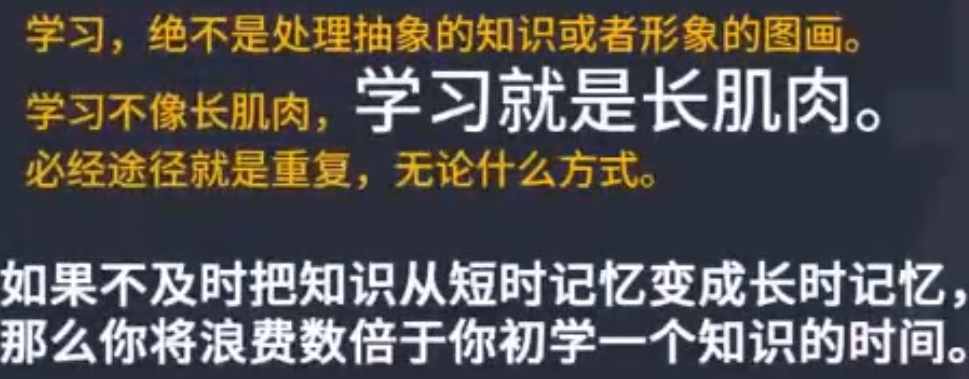 学习，绝不是处理抽象的知识或者形象的图画。
学习不像长肌肉，学习就是长肌肉。
必经途径就是重复，无论什么方式。
如果不及时把知识从短时记忆变成长时记忆，
那么你将浪费数倍于你初学一个知识的时间。